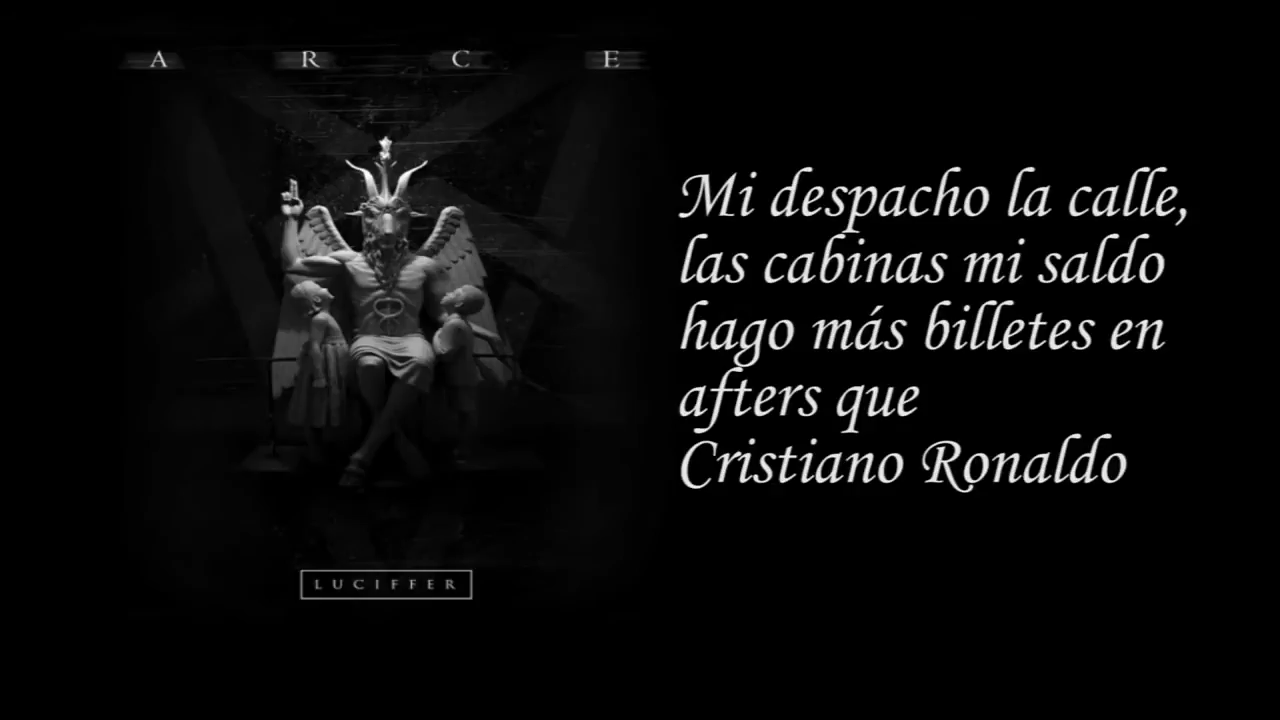 A R C E
Mi despacho la calle,
las cabinas mi saldo
hago más billetes en
afters que
Cristiano Ronaldo
LUCIFFER